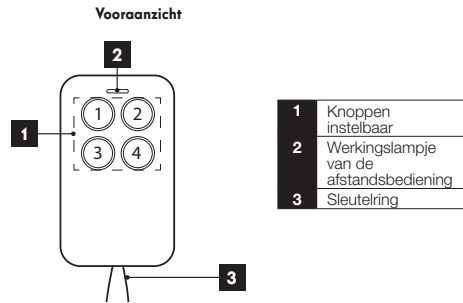 Vooraanzicht
2
1
1 2
3 4
3
1 Knoppen
instelbaar
2 Werkingslampje
van de
afstandsbediening
3 Sleutelring